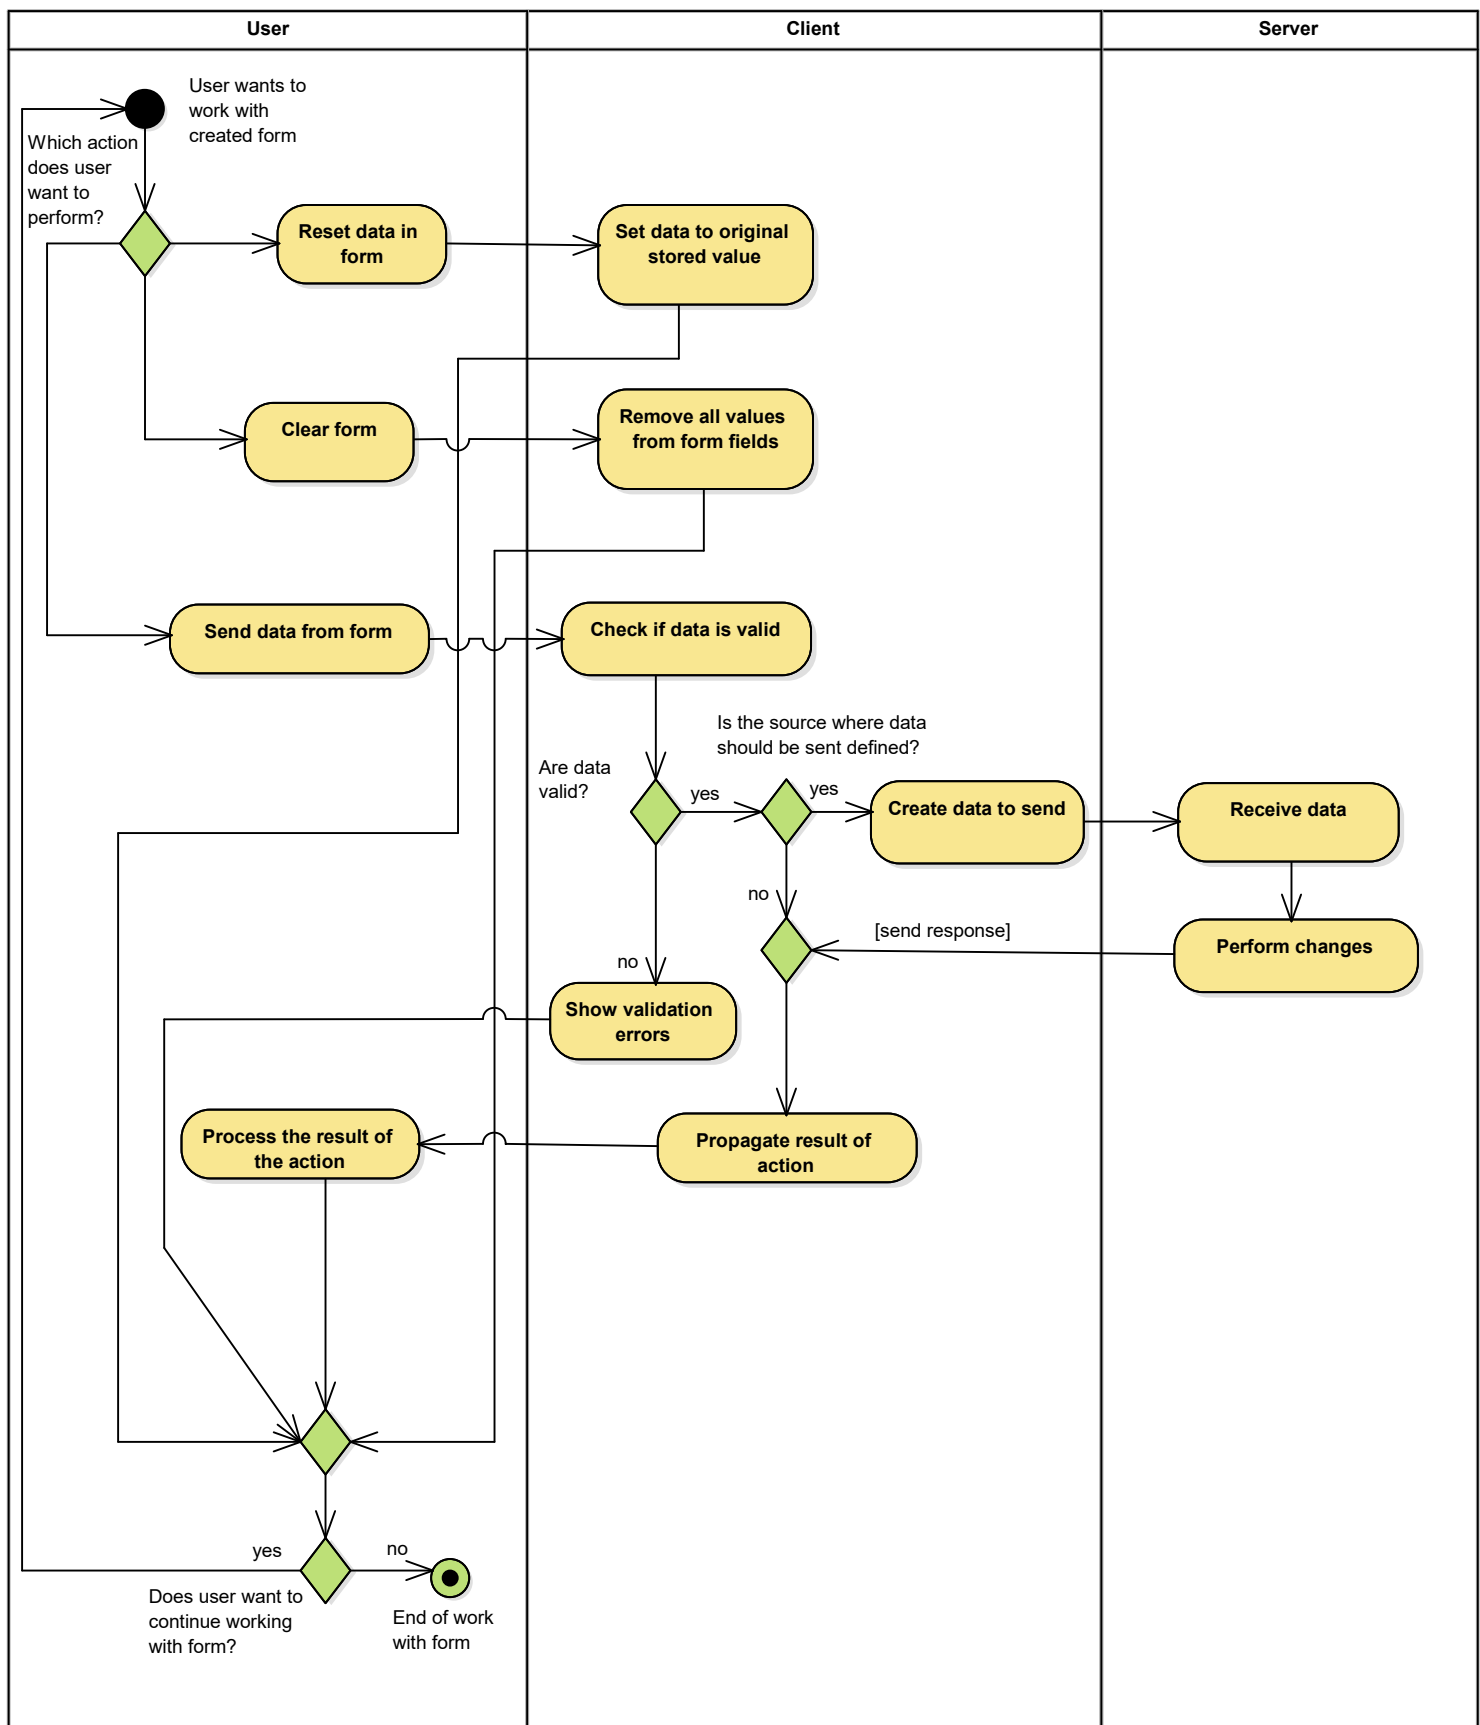 User
Client
Server
User wants to
work with
created form
Which action
does user
want to
perform?
Reset data in
form
Set data to original
stored value
Clear form
Remove all values
from form fields
Send data from form
Check if data is valid
Is the source where data
should be sent defined?
Are data
valid?
yes
yes
Create data to send
Receive data
no
[send response]
Perform changes
no
Show validation
errors
Process the result of
the action
Propagate result of
action
yes
no
Does user want to
continue working
with form?
End of work
with form